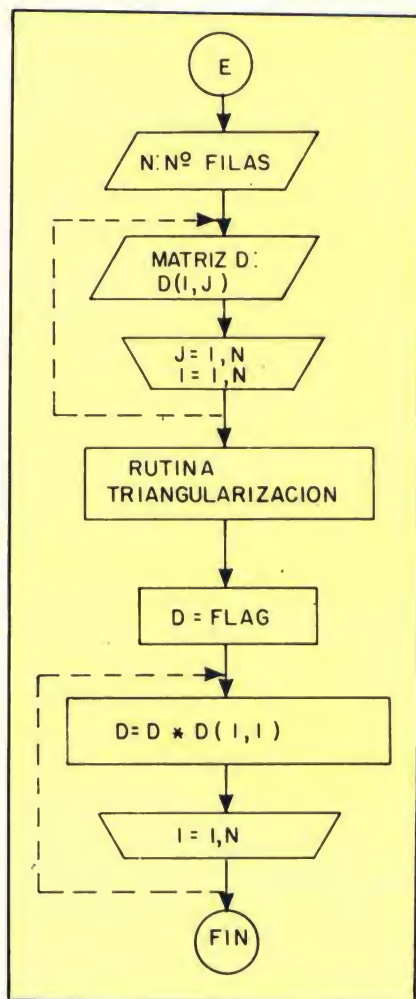 E
N:Nº FILAS
MATRIZ D:
D(I,J)
J=1,N
I=1,N
RUTINA
TRIANGULARIZACION
D=FLAG
D=D * D(I,I)
I=1,N
FIN